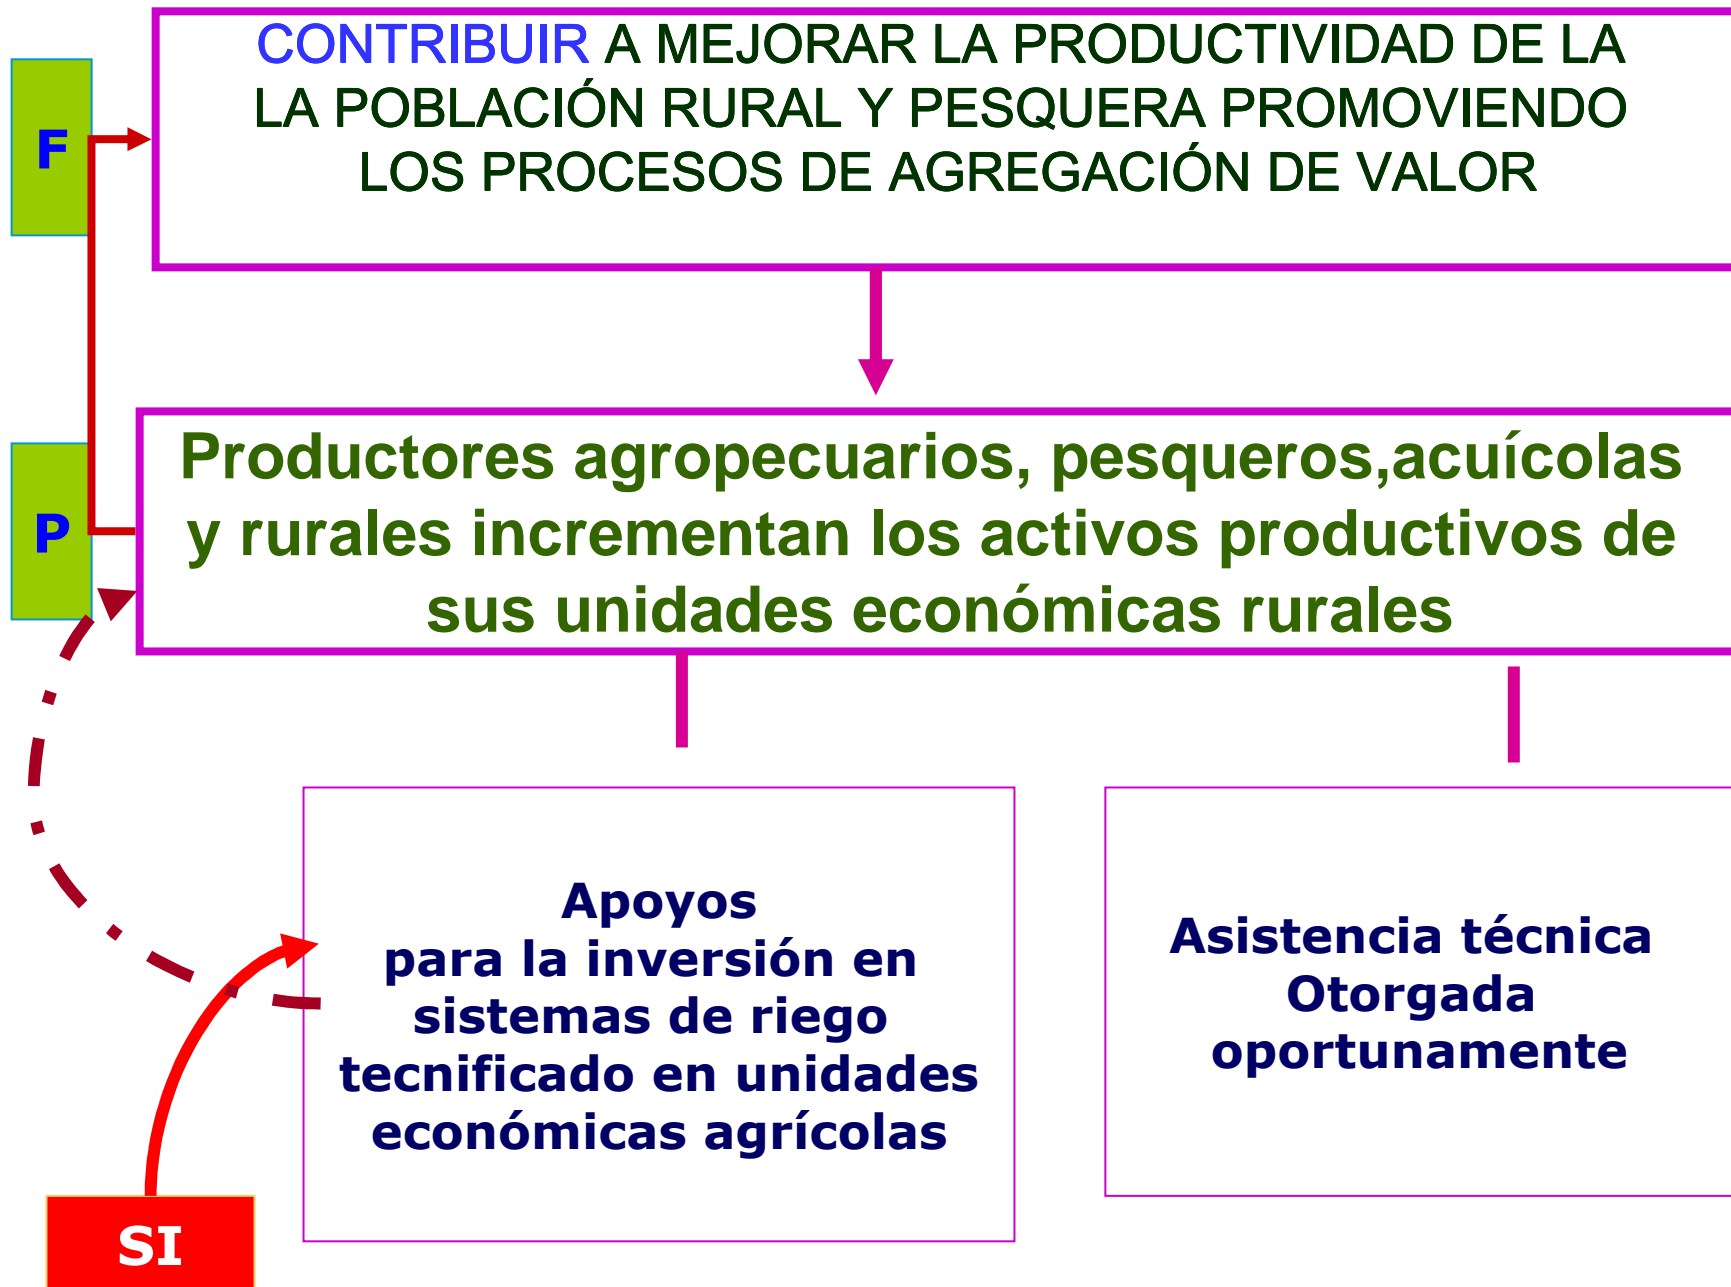 F
CONTRIBUIR A MEJORAR LA PRODUCTIVIDAD DE LA
LA POBLACIÓN RURAL Y PESQUERA PROMOVIENDO
LOS PROCESOS DE AGREGACIÓN DE VALOR
P
Productores agropecuarios, pesqueros,acuícolas
y rurales incrementan los activos productivos de
sus unidades económicas rurales
Apoyos
para la inversión en
sistemas de riego
tecnificado en unidades
económicas agrícolas
Asistencia técnica
Otorgada
oportunamente
SI